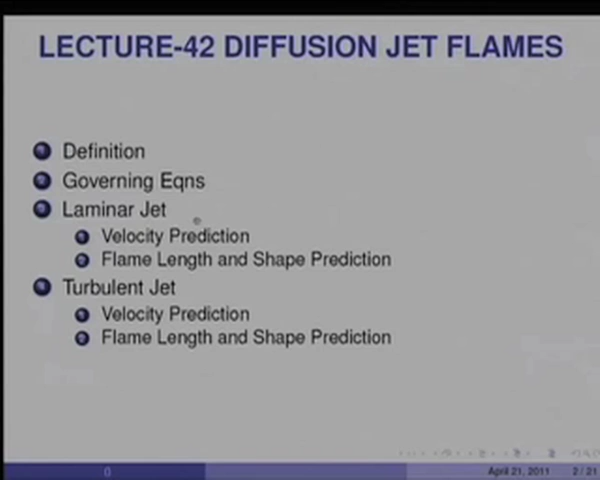 LECTURE-42 DIFFUSION JET FLAMES
Definition
Governing Eqns
Laminar Jet
Velocity Prediction
Flame Length and Shape Prediction
Turbulent Jet
Velocity Prediction
Flame Length and Shape Prediction
()
April 21, 2011 2 / 21